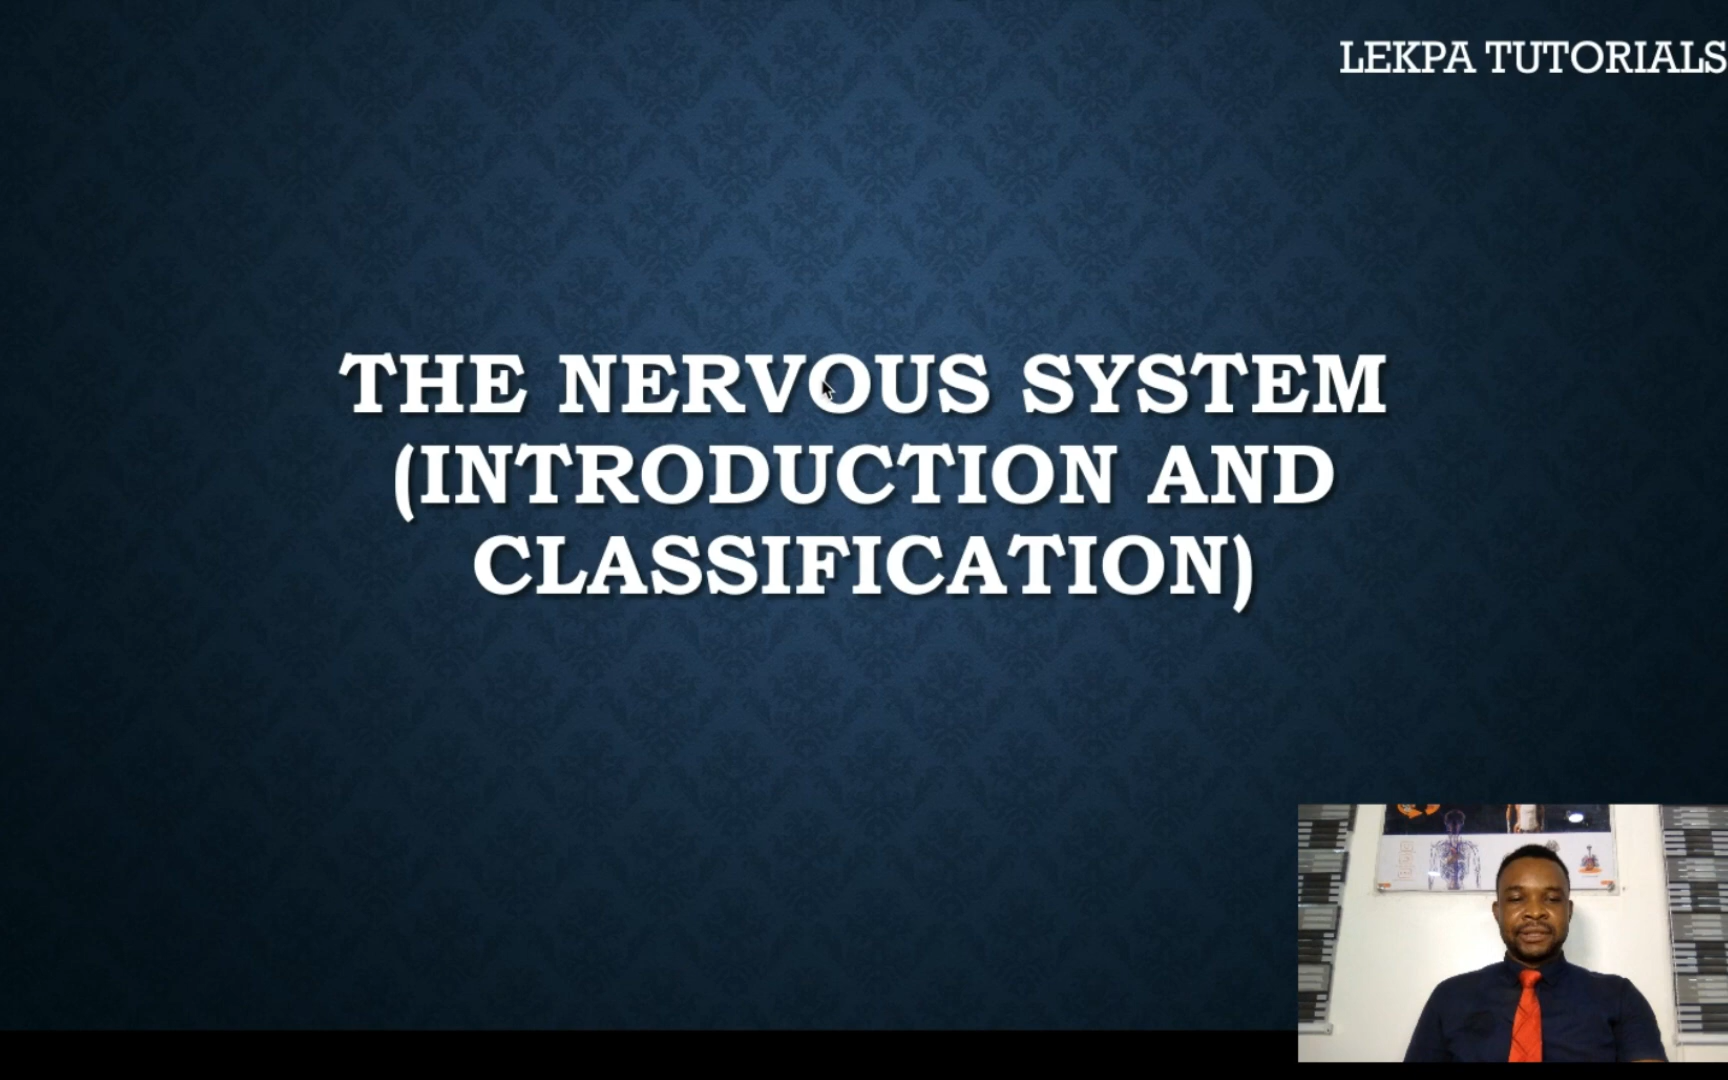 LEKPA TUTORIALS
THE NERVOUS SYSTEM
(INTRODUCTION AND
CLASSIFICATION)